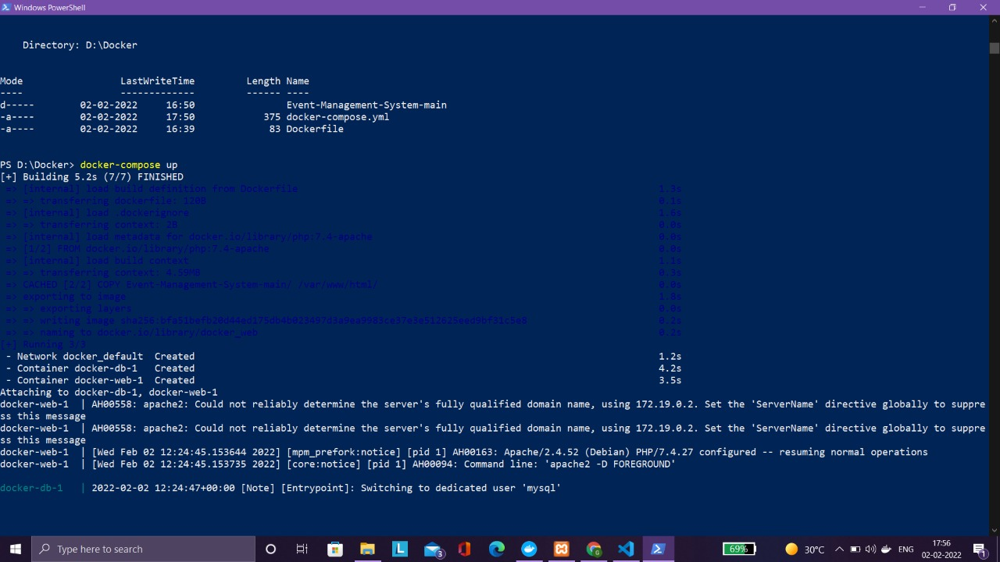 Windows PowerShell
Directory: D:\Docker
Mode LastWriteTime Length Name
---- ------------- ------ ----
d----- 02-02-2022 16:50 Event-Management-System-main
-a---- 02-02-2022 17:50 375 docker-compose.yml
-a---- 02-02-2022 16:39 83 Dockerfile
PS D:\Docker> docker-compose up
[+] Building 5.2s (7/7) FINISHED
=> [internal] load build definition from Dockerfile 1.3s
=> => transferring dockerfile: 120B 0.1s
=> [internal] load .dockerignore 1.6s
=> => transferring context: 2B 0.0s
=> [internal] load metadata for docker.io/library/php:7.4-apache 0.0s
=> [1/2] FROM docker.io/library/php:7.4-apache 0.0s
=> [internal] load build context 1.1s
=> => transferring context: 4.59MB 0.3s
=> CACHED [2/2] COPY Event-Management-System-main/ /var/www/html/ 0.0s
=> exporting to image 1.8s
=> => exporting layers 0.0s
=> => writing image 0.2s
=> => naming to docker.io/library/docker_web 0.2s
[+] Running 3/3
- Network docker_default Created 1.2s
- Container docker-db-1 Created 4.2s
- Container docker-web-1 Created 3.5s
Attaching to docker-db-1, docker-web-1
docker-web-1 | AH00558: apache2: Could not reliably determine the server's fully qualified domain name, using 172.19.0.2. Set the 'ServerName' directive globally to suppre
ss this message
docker-web-1 | AH00558: apache2: Could not reliably determine the server's fully qualified domain name, using 172.19.0.2. Set the 'ServerName' directive globally to suppre
ss this message
docker-web-1 | [Wed Feb 02 12:24:45.153644 2022] [mpm_prefork:notice] [pid 1] AH00163: Apache/2.4.52 (Debian) PHP/7.4.27 configured -- resuming normal operations
docker-web-1 | [Wed Feb 02 12:24:45.153735 2022] [core:notice] [pid 1] AH00094: Command line: 'apache2 -D FOREGROUND'
docker-db-1 | 2022-02-02 12:24:47+00:00 [Note] [Entrypoint]: Switching to dedicated user 'mysql'
Type here to search
L
3
G
69%
30°C
ENG
17:56
02-02-2022
1